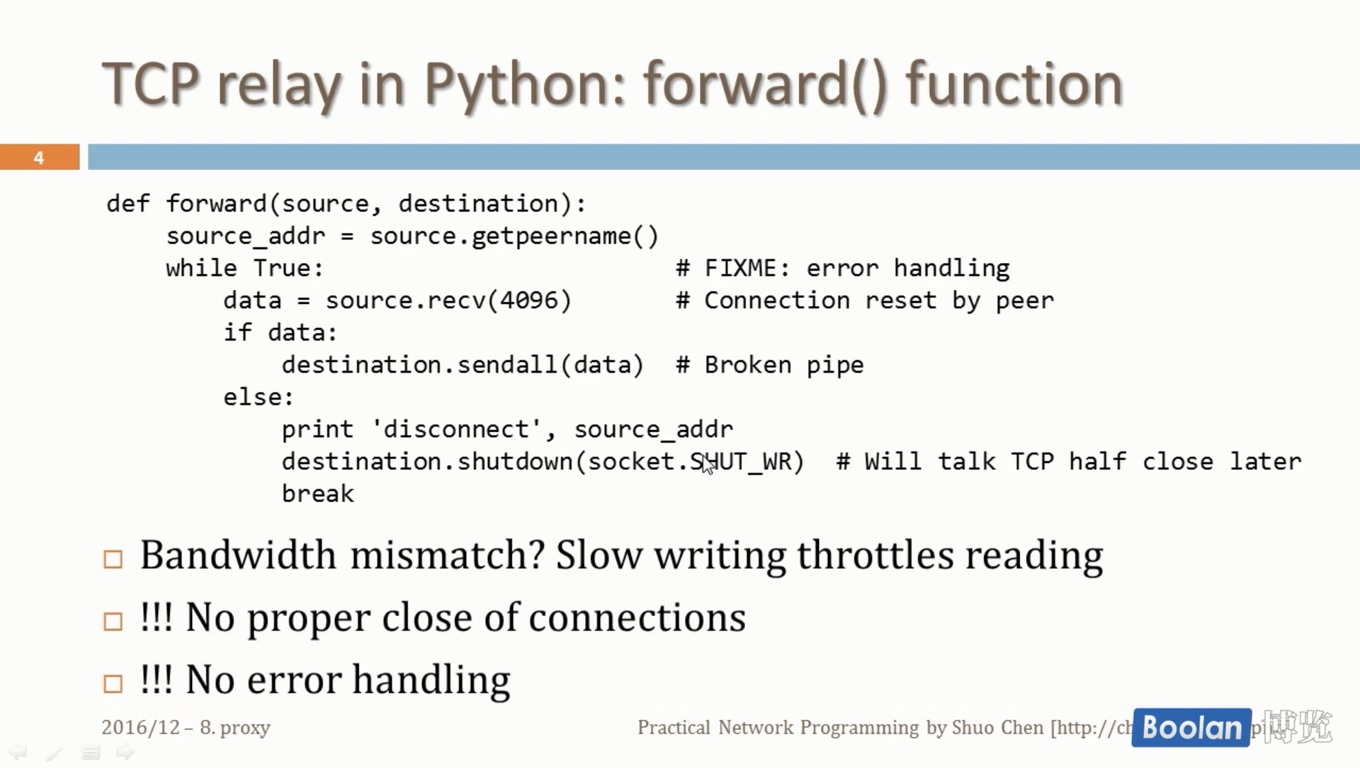 TCP relay in Python: forward() function
4
def forward(source, destination):
    source_addr = source.getpeername()
    while True:                        # FIXME: error handling
        data = source.recv(4096)       # Connection reset by peer
        if data:
            destination.sendall(data)  # Broken pipe
        else:
            print 'disconnect', source_addr
            destination.shutdown(socket.SHUT_WR)  # Will talk TCP half close later
            break
Bandwidth mismatch? Slow writing throttles reading
!!! No proper close of connections
!!! No error handling
2016/12 – 8. proxy
Practical Network Programming by Shuo Chen [http://ch
Boolan 博览